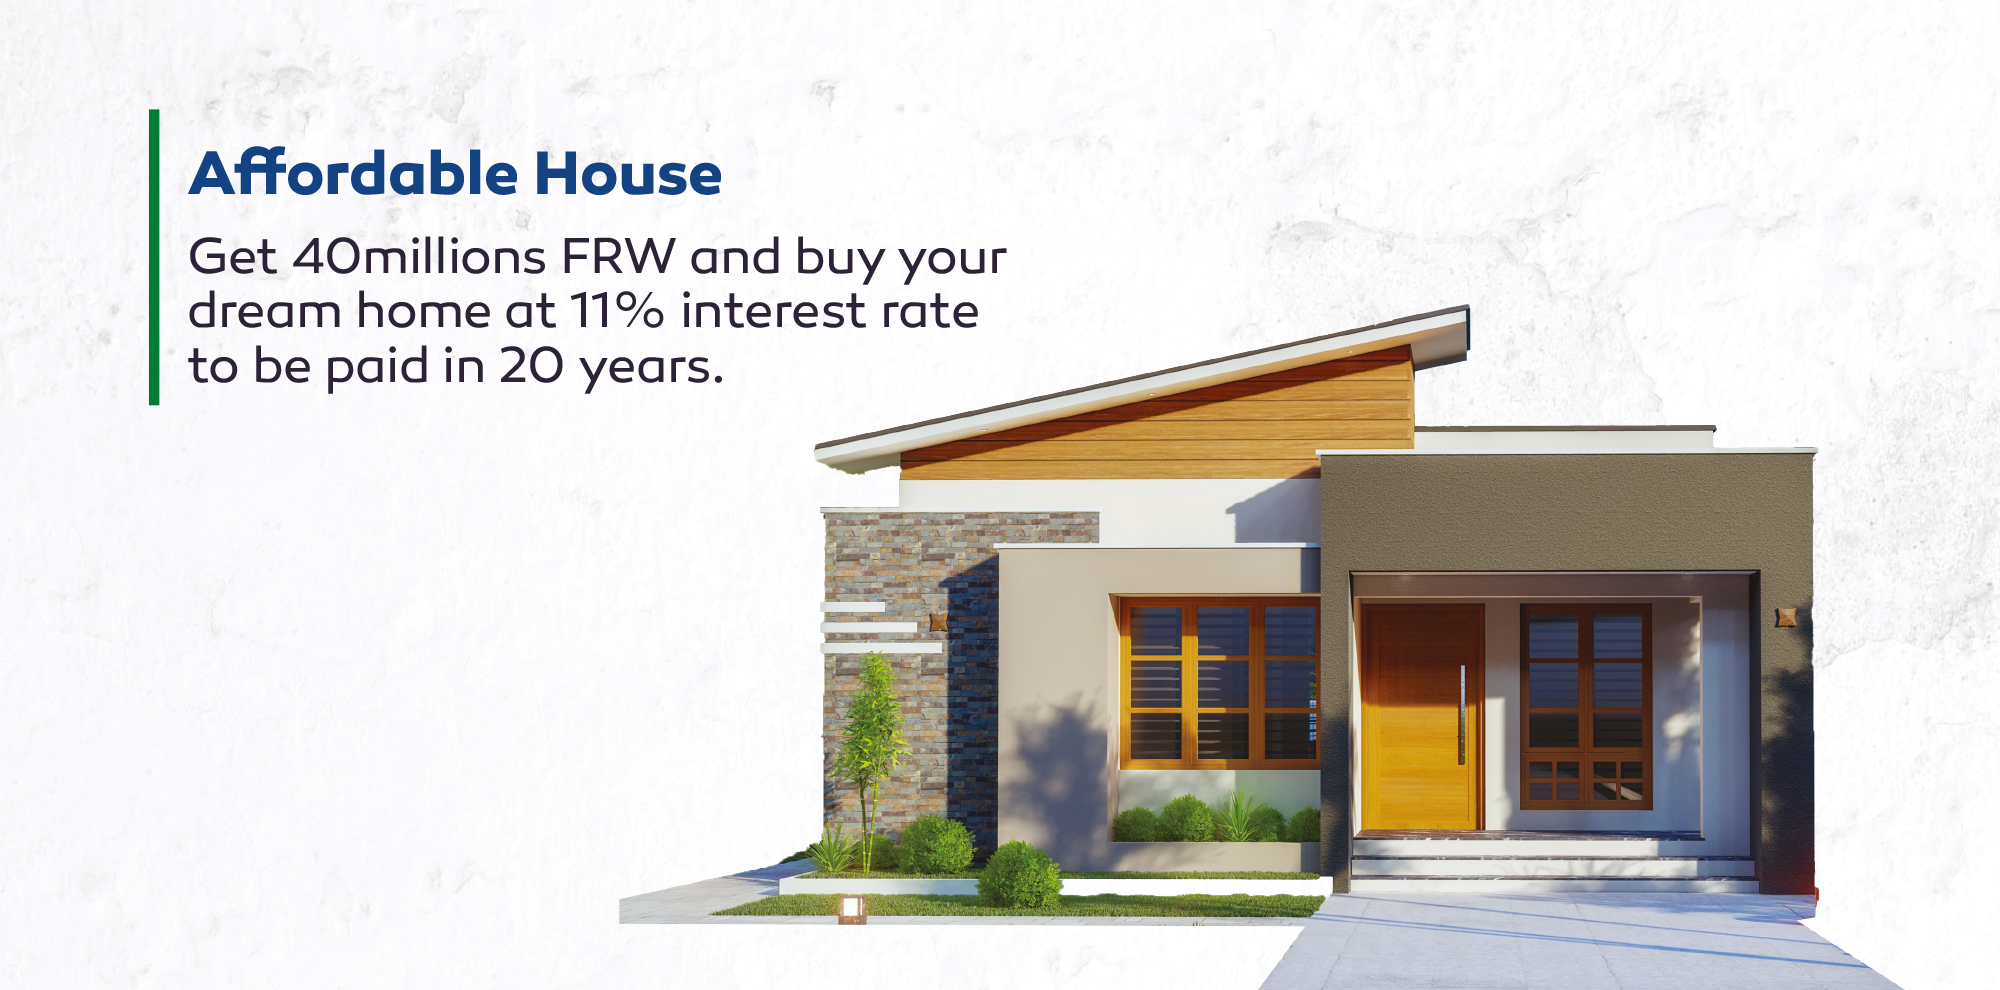 Affordable House
Get 40millions FRW and buy your
dream home at 11% interest rate
to be paid in 20 years.